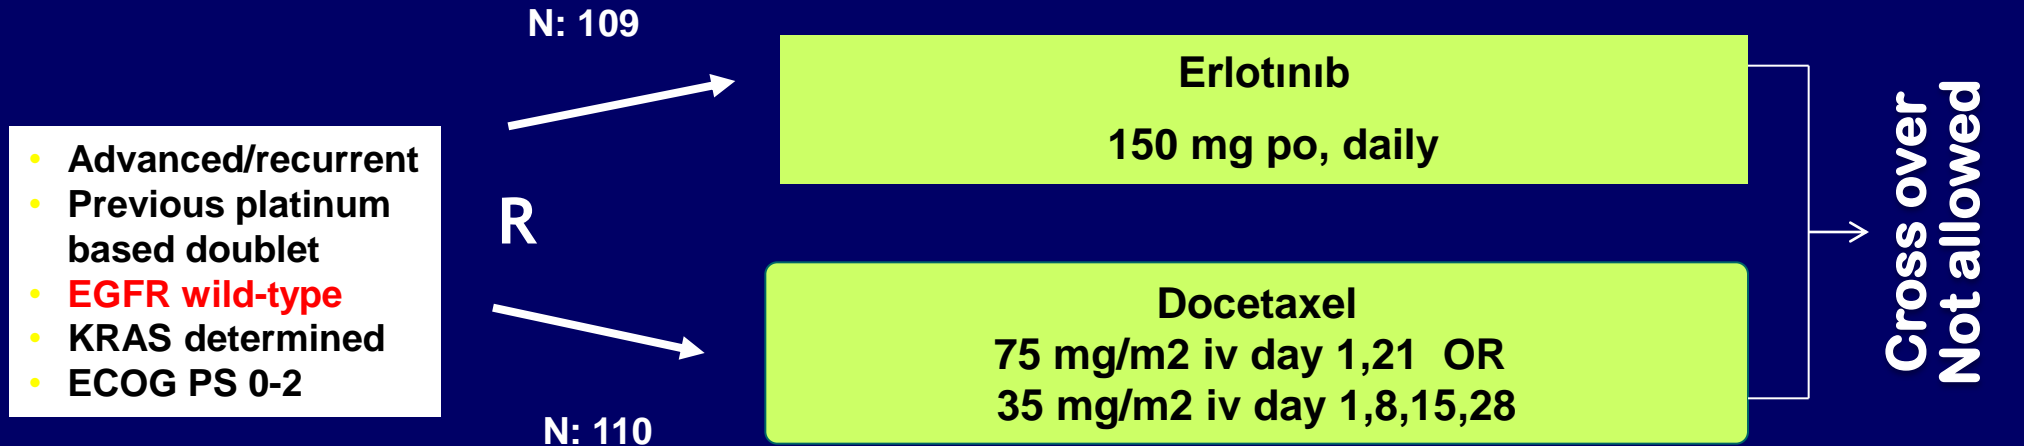 N: 109
Erlotınıb
150 mg po, daily
• Advanced/recurrent
• Previous platinum
based doublet
• EGFR wild-type
• KRAS determined
• ECOG PS 0-2
R
Docetaxel
75 mg/m2 iv day 1,21 OR
35 mg/m2 iv day 1,8,15,28
N: 110
Cross over
Not allowed